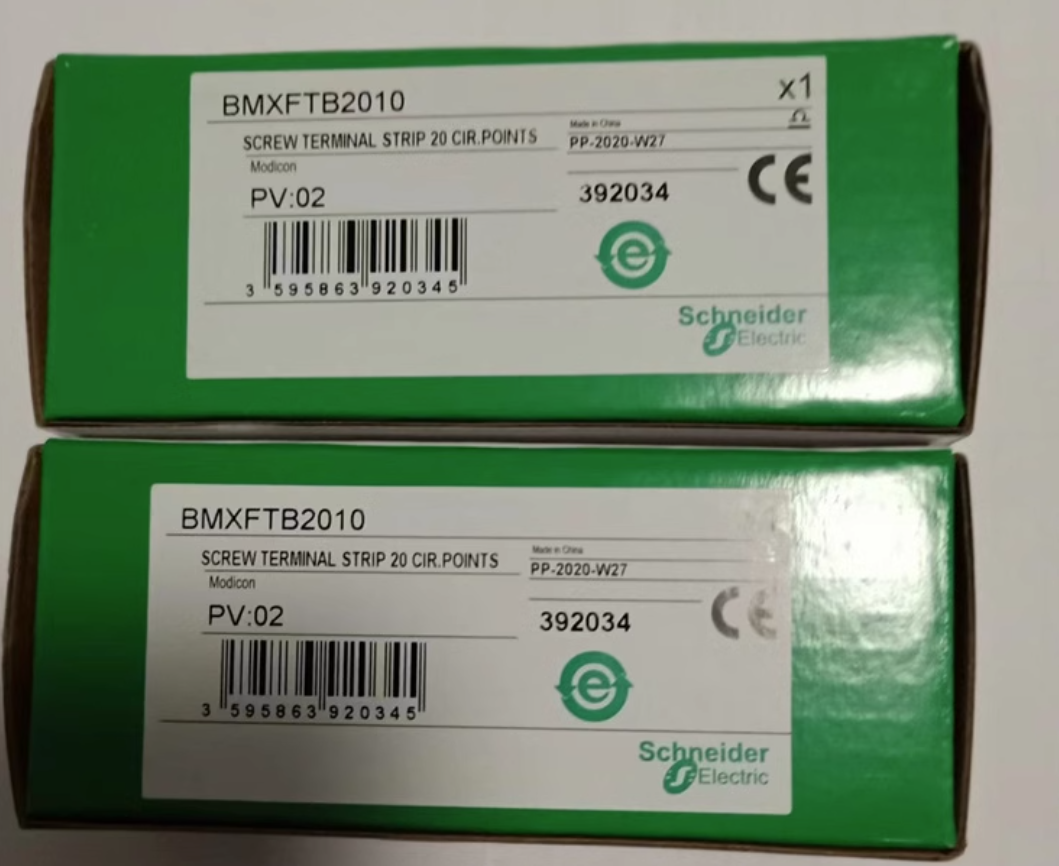 BMXFTB2010
x1
SCREW TERMINAL STRIP 20 CIR.POINTS
Made in China
PP-2020-W27
Modicon
PV:02
392034
CE
3 595863 920345
Schneider
Electric
BMXFTB2010
SCREW TERMINAL STRIP 20 CIR.POINTS
Made in China
PP-2020-W27
Modicon
PV:02
392034
CE
3 595863 920345
Schneider
Electric